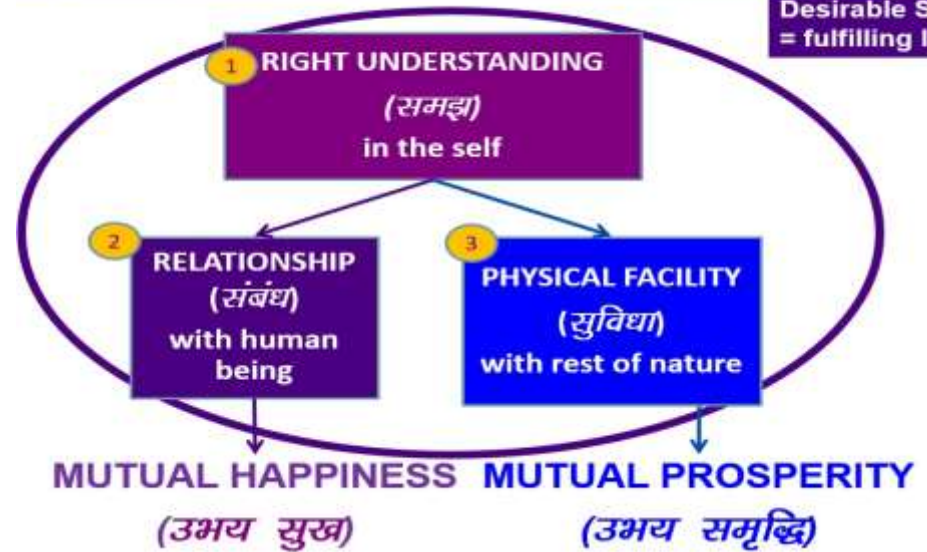 Desirable S
= fulfilling l
1
RIGHT UNDERSTANDING
(समझ)
in the self
2
RELATIONSHIP
(संबंध)
with human
being
3
PHYSICAL FACILITY
(सुविधा)
with rest of nature
MUTUAL HAPPINESS
(उभय सुख)
MUTUAL PROSPERITY
(उभय समृद्धि)